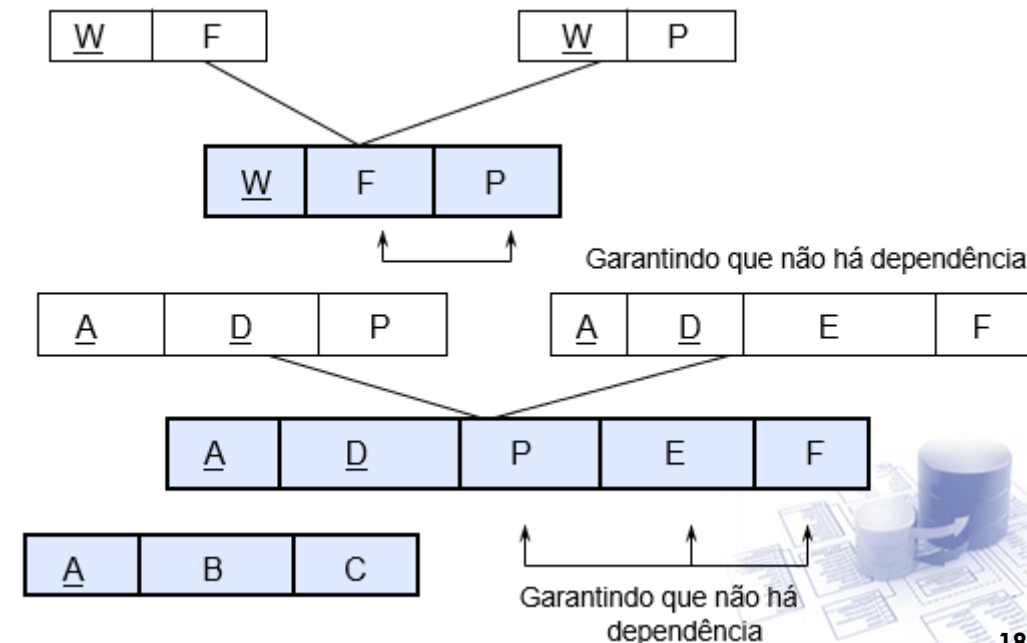 W F
W P
W F P
Garantindo que não há dependência
A D P
A D E F
A D P E F
A B C
Garantindo que não há
dependência
18